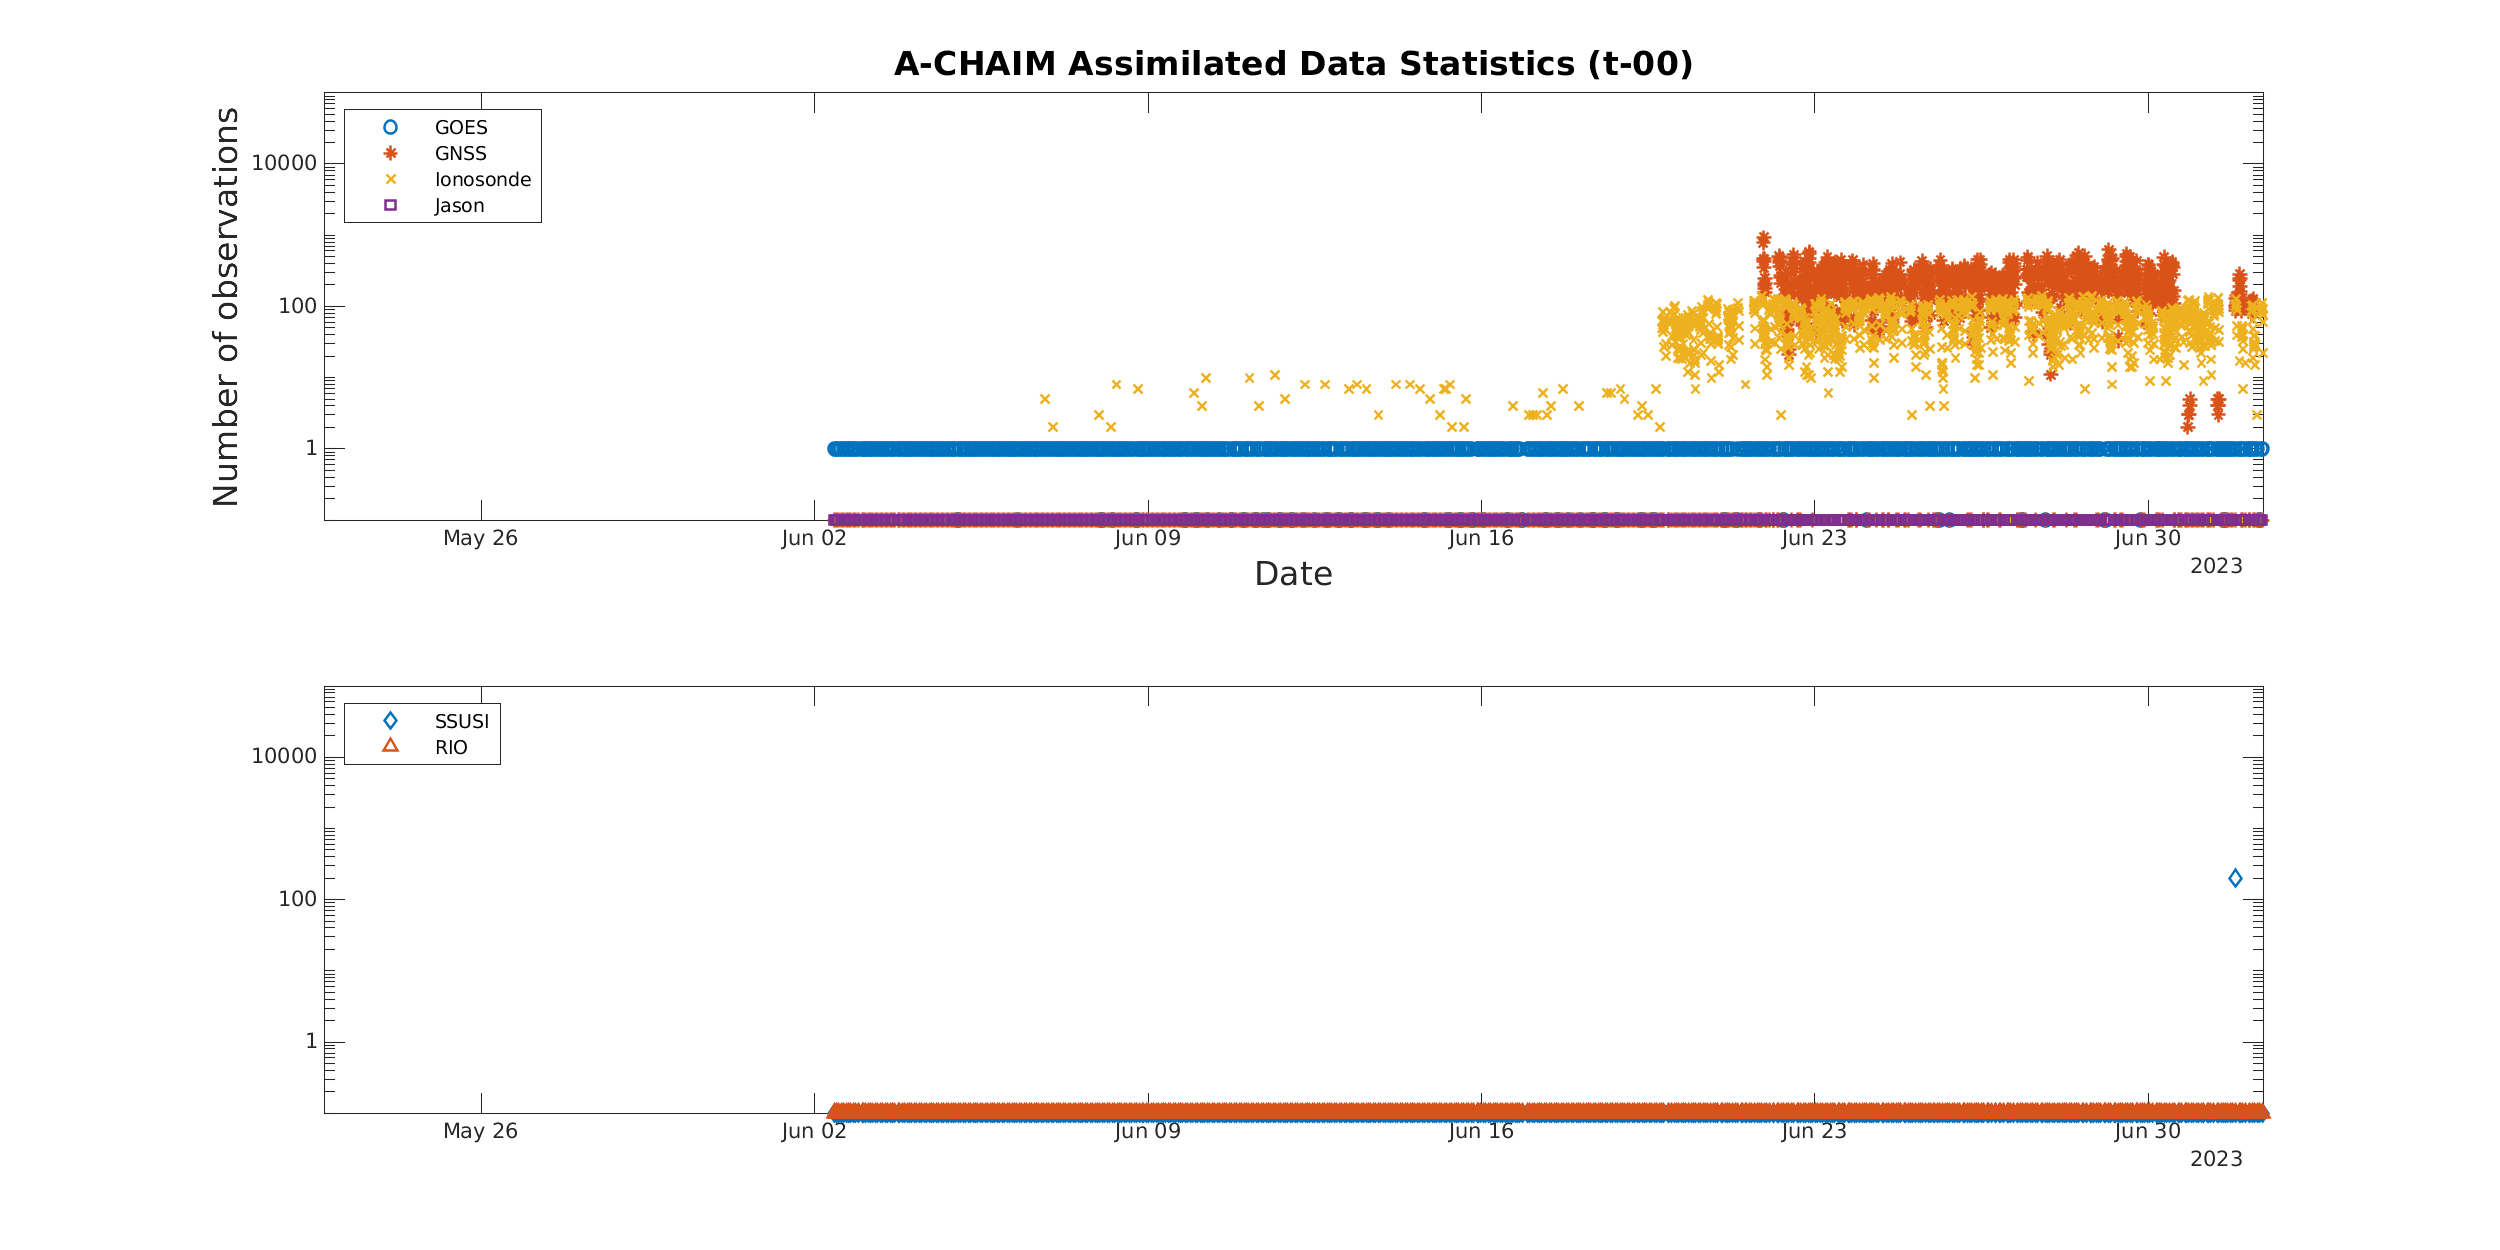 A-CHAIM Assimilated Data Statistics (t-00)
Number of observations
10000
100
1
GOES
GNSS
Ionosonde
Jason
May 26
Jun 02
Jun 09
Jun 16
Jun 23
Jun 30
2023
Date
10000
100
1
SSUSI
RIO
May 26
Jun 02
Jun 09
Jun 16
Jun 23
Jun 30
2023